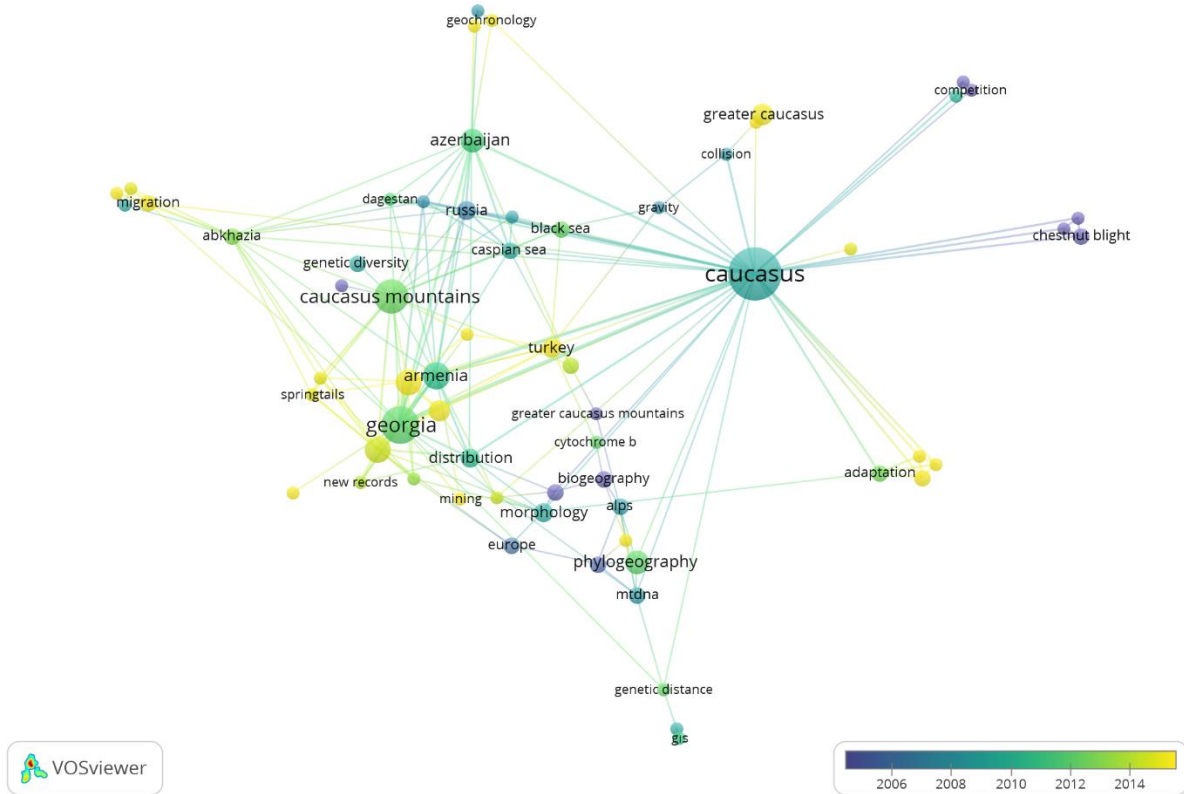 geochronology
competition
greater caucasus
azerbaijan
collision
dagestan
migration
russia
gravity
black sea
abkhazia
chestnut blight
caspian sea
genetic diversity
caucasus
caucasus mountains
turkey
armenia
springtails
greater caucasus mountains
georgia
cytochrome b
distribution
adaptation
biogeography
new records
mining
alps
morphology
europe
phylogeography
mtdna
genetic distance
gis
VOSviewer
2006 2008 2010 2012 2014